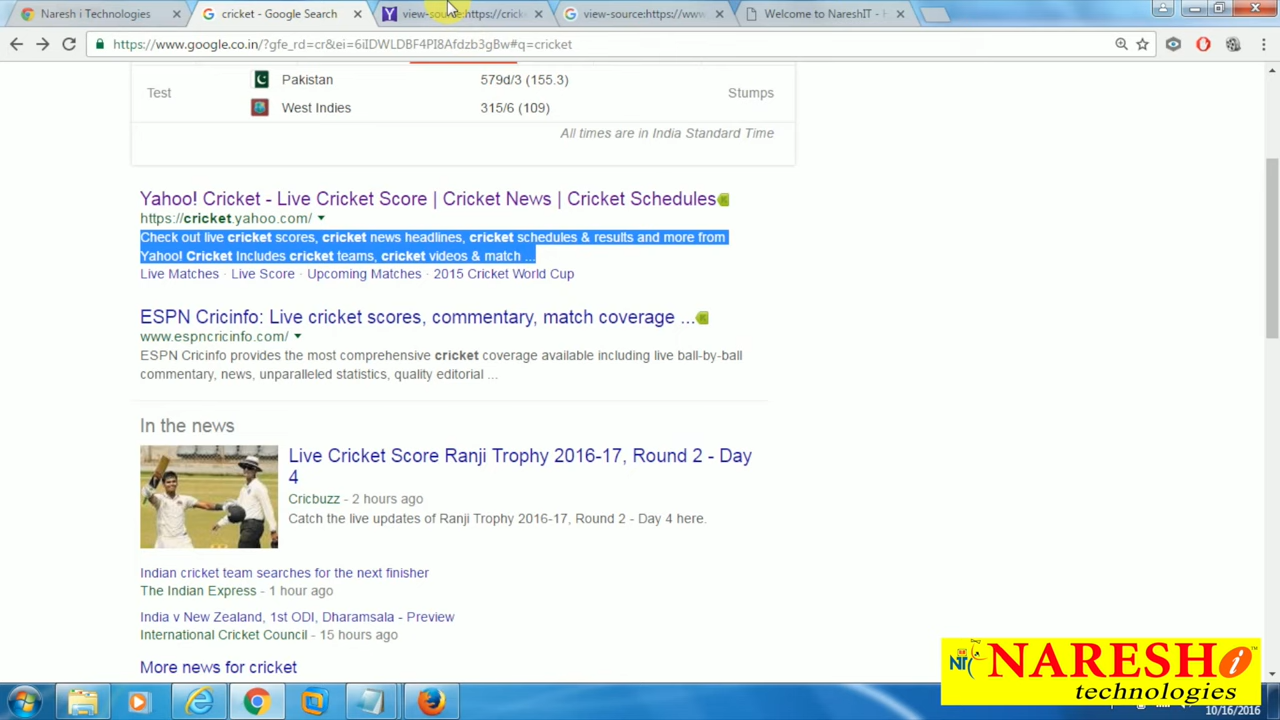 Naresh i Technologies
cricket - Google Search
view-source:https://crick
view-source:https://www
Welcome to NareshIT - H
https://www.google.co.in/?gfe_rd=cr&ei=6iIDWLDBF4PI8Afdzb3gBw#q=cricket
Test
Pakistan
579d/3 (155.3)
West Indies
315/6 (109)
Stumps
All times are in India Standard Time
Yahoo! Cricket - Live Cricket Score | Cricket News | Cricket Schedules
https://cricket.yahoo.com/
Check out live cricket scores, cricket news headlines, cricket schedules & results and more from
Yahoo! Cricket Includes cricket teams, cricket videos & match ...
Live Matches · Live Score · Upcoming Matches · 2015 Cricket World Cup
ESPN Cricinfo: Live cricket scores, commentary, match coverage ...
www.espncricinfo.com/
ESPN Cricinfo provides the most comprehensive cricket coverage available including live ball-by-ball
commentary, news, unparalleled statistics, quality editorial ...
In the news
Live Cricket Score Ranji Trophy 2016-17, Round 2 - Day
4
Cricbuzz - 2 hours ago
Catch the live updates of Ranji Trophy 2016-17, Round 2 - Day 4 here.
Indian cricket team searches for the next finisher
The Indian Express - 1 hour ago
India v New Zealand, 1st ODI, Dharamsala - Preview
International Cricket Council - 15 hours ago
More news for cricket
NARESH i
technologies
10/16/2016